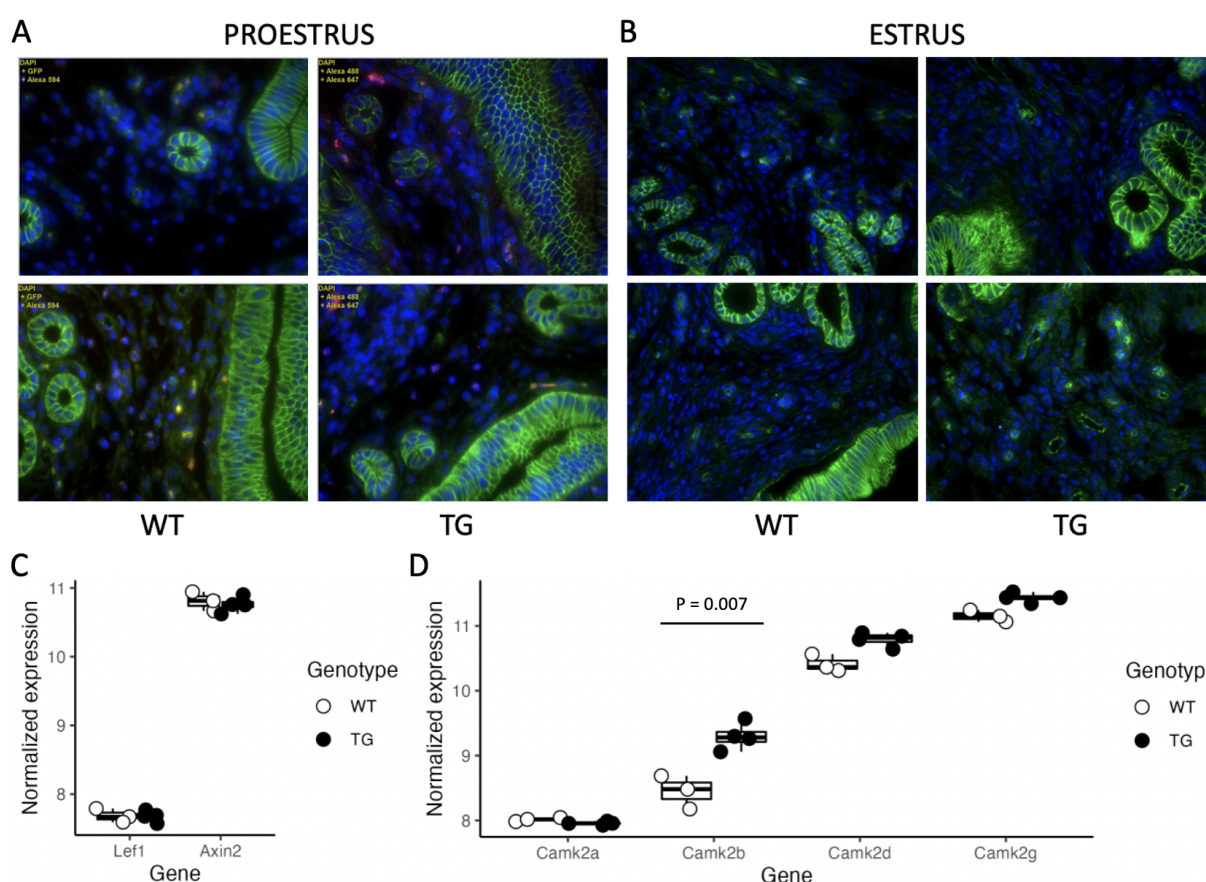 A
PROESTRUS
B
ESTRUS
DAPI
+ GFP
+ Alexa 594
+ Alexa 488
+ Alexa 647
DAPI
+ GFP
+ Alexa 594
DAPI
+ Alexa 488
+ Alexa 647
WT
TG
WT
TG
C
Normalized expression
11
10
9
8
Lef1
Axin2
Gene
Genotype
WT
TG
D
Normalized expression
11
10
9
8
P = 0.007
Camk2a
Camk2b
Camk2d
Camk2g
Gene
Genotyp
WT
TG